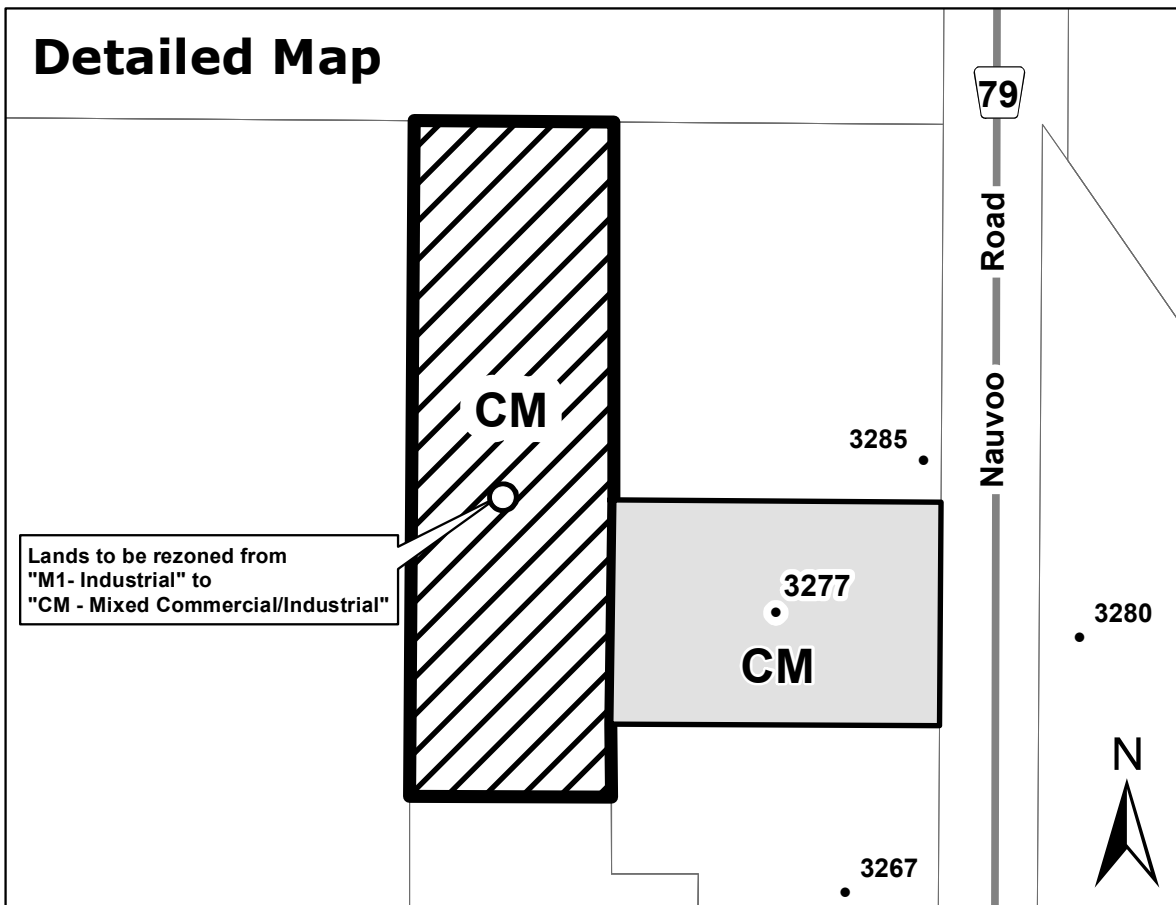 Detailed Map
79
Nauvoo Road
CM
3285
Lands to be rezoned from
"M1- Industrial" to
"CM - Mixed Commercial/Industrial"
3277
CM
3280
N
3267